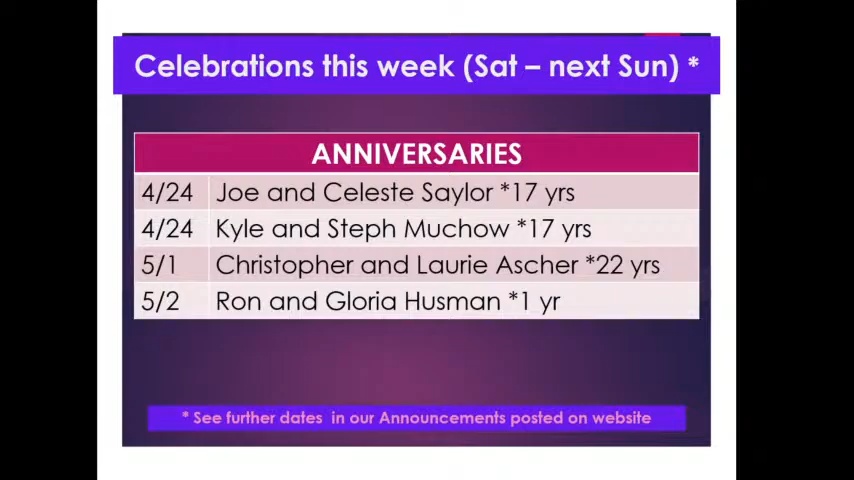 Celebrations this week (Sat – next Sun) *
ANNIVERSARIES
4/24 Joe and Celeste Saylor *17 yrs
4/24 Kyle and Steph Muchow *17 yrs
5/1 Christopher and Laurie Ascher *22 yrs
5/2 Ron and Gloria Husman *1 yr
* See further dates in our Announcements posted on website